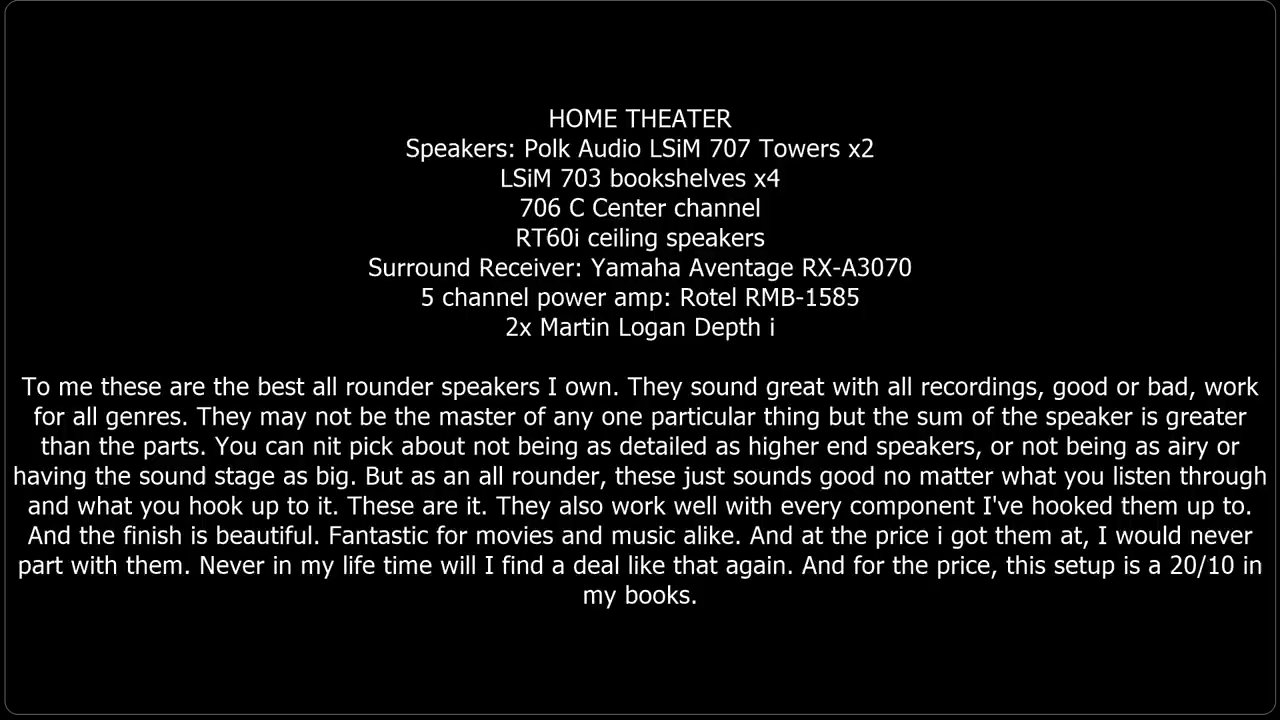 HOME THEATER
Speakers: Polk Audio LSiM 707 Towers x2
LSiM 703 bookshelves x4
706 C Center channel
RT60i ceiling speakers
Surround Receiver: Yamaha Aventage RX-A3070
5 channel power amp: Rotel RMB-1585
2x Martin Logan Depth i
To me these are the best all rounder speakers I own. They sound great with all recordings, good or bad, work
for all genres. They may not be the master of any one particular thing but the sum of the speaker is greater
than the parts. You can nit pick about not being as detailed as higher end speakers, or not being as airy or
having the sound stage as big. But as an all rounder, these just sounds good no matter what you listen through
and what you hook up to it. These are it. They also work well with every component I've hooked them up to.
And the finish is beautiful. Fantastic for movies and music alike. And at the price i got them at, I would never
part with them. Never in my life time will I find a deal like that again. And for the price, this setup is a 20/10 in
my books.